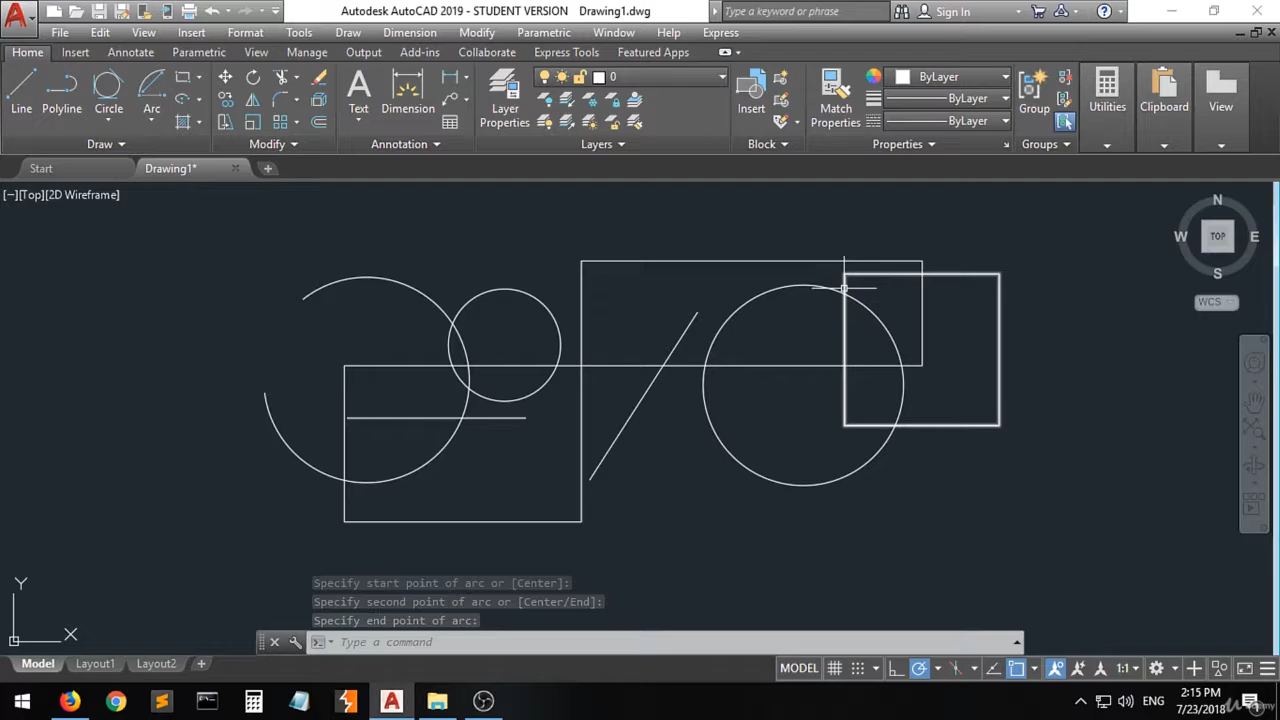 Autodesk AutoCAD 2019 - STUDENT VERSION Drawing1.dwg
Type a keyword or phrase
Sign In
File Edit View Insert Format Tools Draw Dimension Modify Parametric Window Help Express
Home Insert Annotate Parametric View Manage Output Add-ins Collaborate Express Tools Featured Apps
0
ByLayer
ByLayer
ByLayer
Line Polyline Circle Arc
Text Dimension
Layer Properties
Insert
Match Properties
Group
Utilities
Clipboard
View
Draw Modify Annotation Layers Block Properties Groups
Start Drawing1*
[−][Top][2D Wireframe]
N
W TOP E
S
WCS
Y
X
Specify start point of arc or [Center]:
Specify second point of arc or [Center/End]:
Specify end point of arc:
Type a command
Model Layout1 Layout2
MODEL
1:1
ENG
2:15 PM
7/23/2018